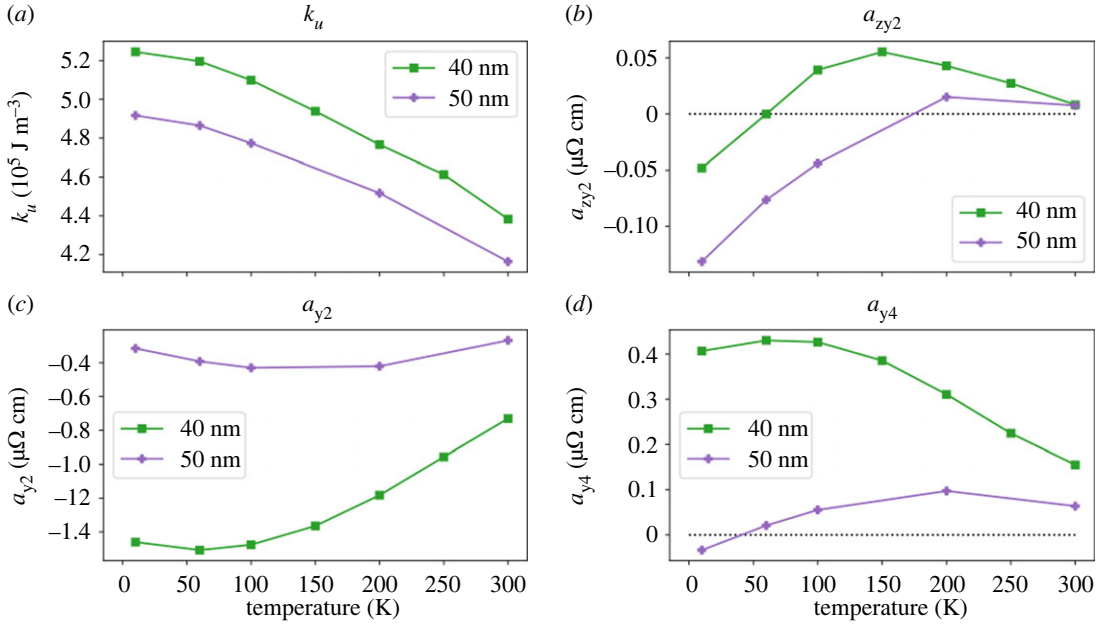 (a)
k_u
5.2
5.0
4.8
4.6
4.4
4.2
k_u (10^5 J m^−3)
40 nm
50 nm
(b)
a_zy2
0.05
0
−0.05
−0.10
a_zy2 (μΩ cm)
40 nm
50 nm
(c)
a_y2
−0.4
−0.6
−0.8
−1.0
−12
−1.4
a_y2 (μΩ cm)
40 nm
50 nm
0 50 100 150 200 250 300
temperature (K)
(d)
a_y4
0.4
0.3
0.2
0.1
0
a_y4 (μΩ cm)
40 nm
50 nm
0 50 100 150 200 250 300
temperature (K)